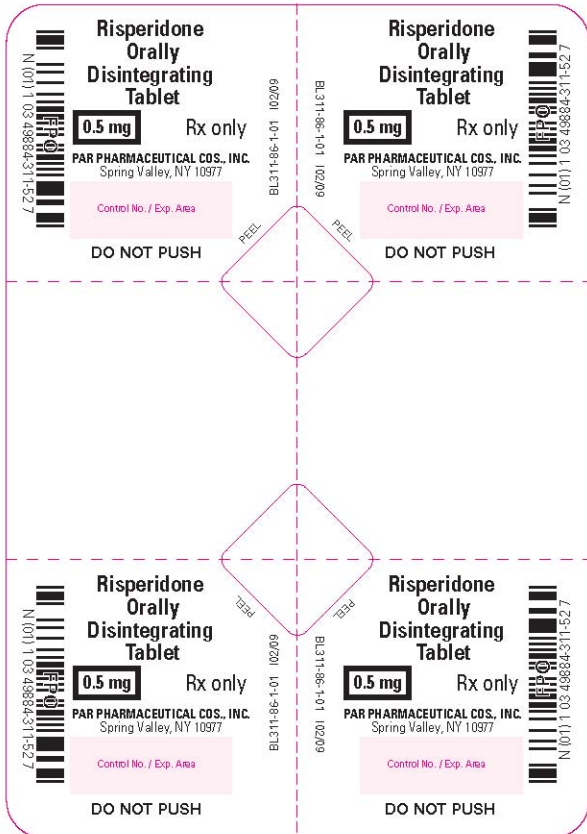 N (01) 1 03 49884-311-52 7
FPO
Risperidone
Orally
Disintegrating
Tablet
0.5 mg Rx only
PAR PHARMACEUTICAL COS., INC.
Spring Valley, NY 10977
Control No. / Exp. Area
DO NOT PUSH
BL311-86-1-01 I02/09
PEEL
BL311-86-1-01 I02/09
PEEL
Risperidone
Orally
Disintegrating
Tablet
0.5 mg Rx only
PAR PHARMACEUTICAL COS., INC.
Spring Valley, NY 10977
Control No. / Exp. Area
DO NOT PUSH
FPO
N (01) 1 03 49884-311-52 7
N (01) 1 03 49884-311-52 7
FPO
Risperidone
Orally
Disintegrating
Tablet
0.5 mg Rx only
PAR PHARMACEUTICAL COS., INC.
Spring Valley, NY 10977
Control No. / Exp. Area
DO NOT PUSH
PEEL
BL311-86-1-01 I02/09
PEEL
BL311-86-1-01 I02/09
Risperidone
Orally
Disintegrating
Tablet
0.5 mg Rx only
PAR PHARMACEUTICAL COS., INC.
Spring Valley, NY 10977
Control No. / Exp. Area
DO NOT PUSH
FPO
N (01) 1 03 49884-311-52 7